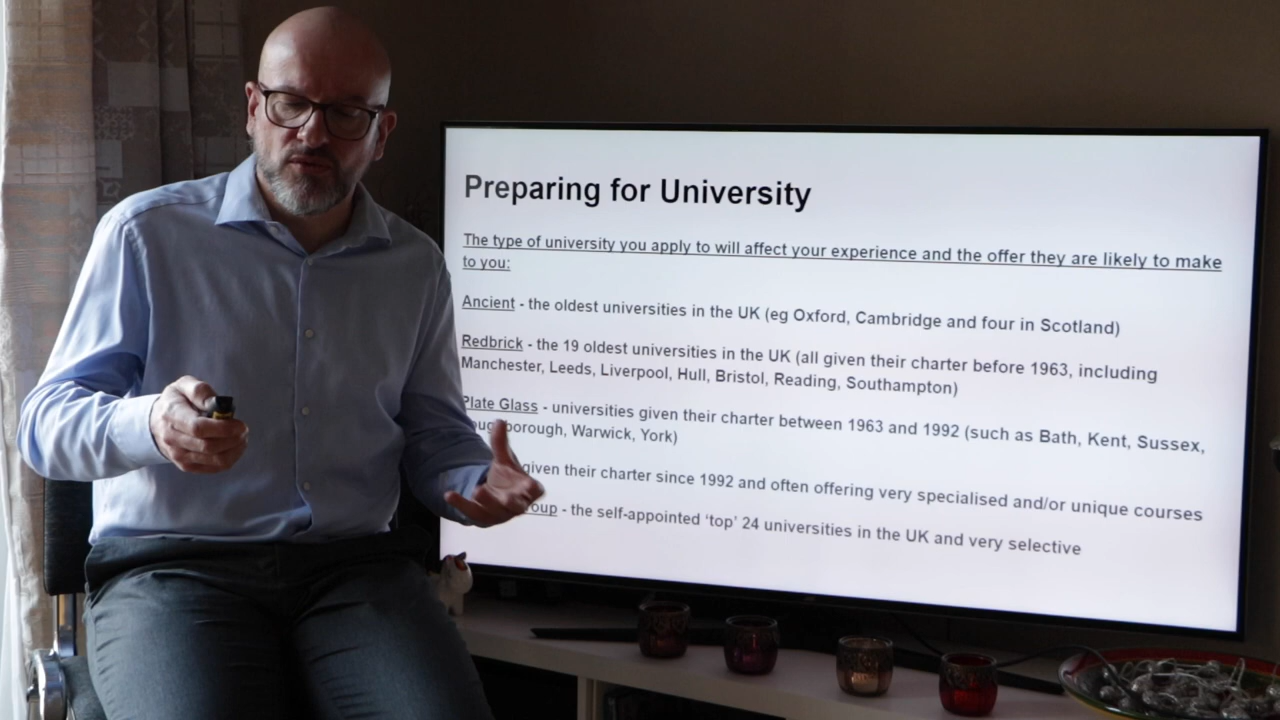 Preparing for University
The type of university you apply to will affect your experience and the offer they are likely to make
to you:
Ancient - the oldest universities in the UK (eg Oxford, Cambridge and four in Scotland)
Redbrick - the 19 oldest universities in the UK (all given their charter before 1963, including
Manchester, Leeds, Liverpool, Hull, Bristol, Reading, Southampton)
Plate Glass - universities given their charter between 1963 and 1992 (such as Bath, Kent, Sussex,
Warwick, York)
given their charter since 1992 and often offering very specialised and/or unique courses
- the self-appointed ‘top’ 24 universities in the UK and very selective